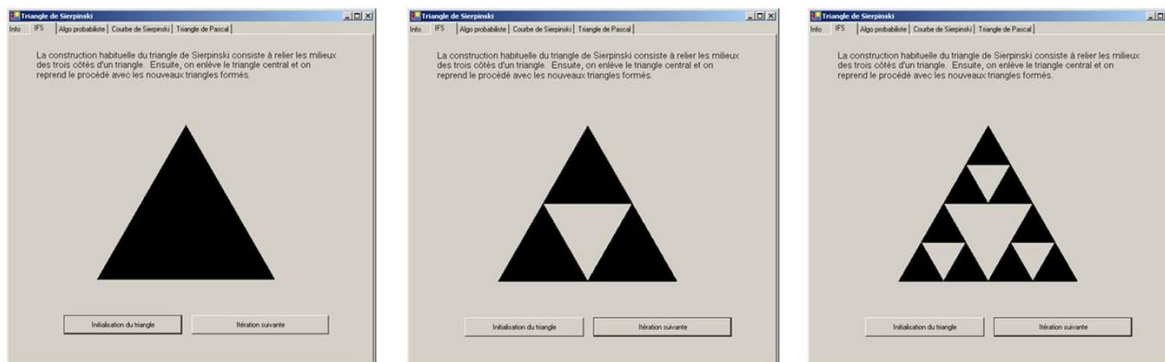 Triangle de Sierpinski
Info IFS Algo probabiliste Courbe de Sierpinski Triangle de Pascal
La construction habituelle du triangle de Sierpinski consiste à relier les milieux
des trois côtés d'un triangle. Ensuite, on enlève le triangle central et on
reprend le procédé avec les nouveaux triangles formés.
Initialisation du triangle Itération suivante
Triangle de Sierpinski
Info IFS Algo probabiliste Courbe de Sierpinski Triangle de Pascal
La construction habituelle du triangle de Sierpinski consiste à relier les milieux
des trois côtés d'un triangle. Ensuite, on enlève le triangle central et on
reprend le procédé avec les nouveaux triangles formés.
Initialisation du triangle Itération suivante
Triangle de Sierpinski
Info IFS Algo probabiliste Courbe de Sierpinski Triangle de Pascal
La construction habituelle du triangle de Sierpinski consiste à relier les milieux
des trois côtés d'un triangle. Ensuite, on enlève le triangle central et on
reprend le procédé avec les nouveaux triangles formés.
Initialisation du triangle Itération suivante